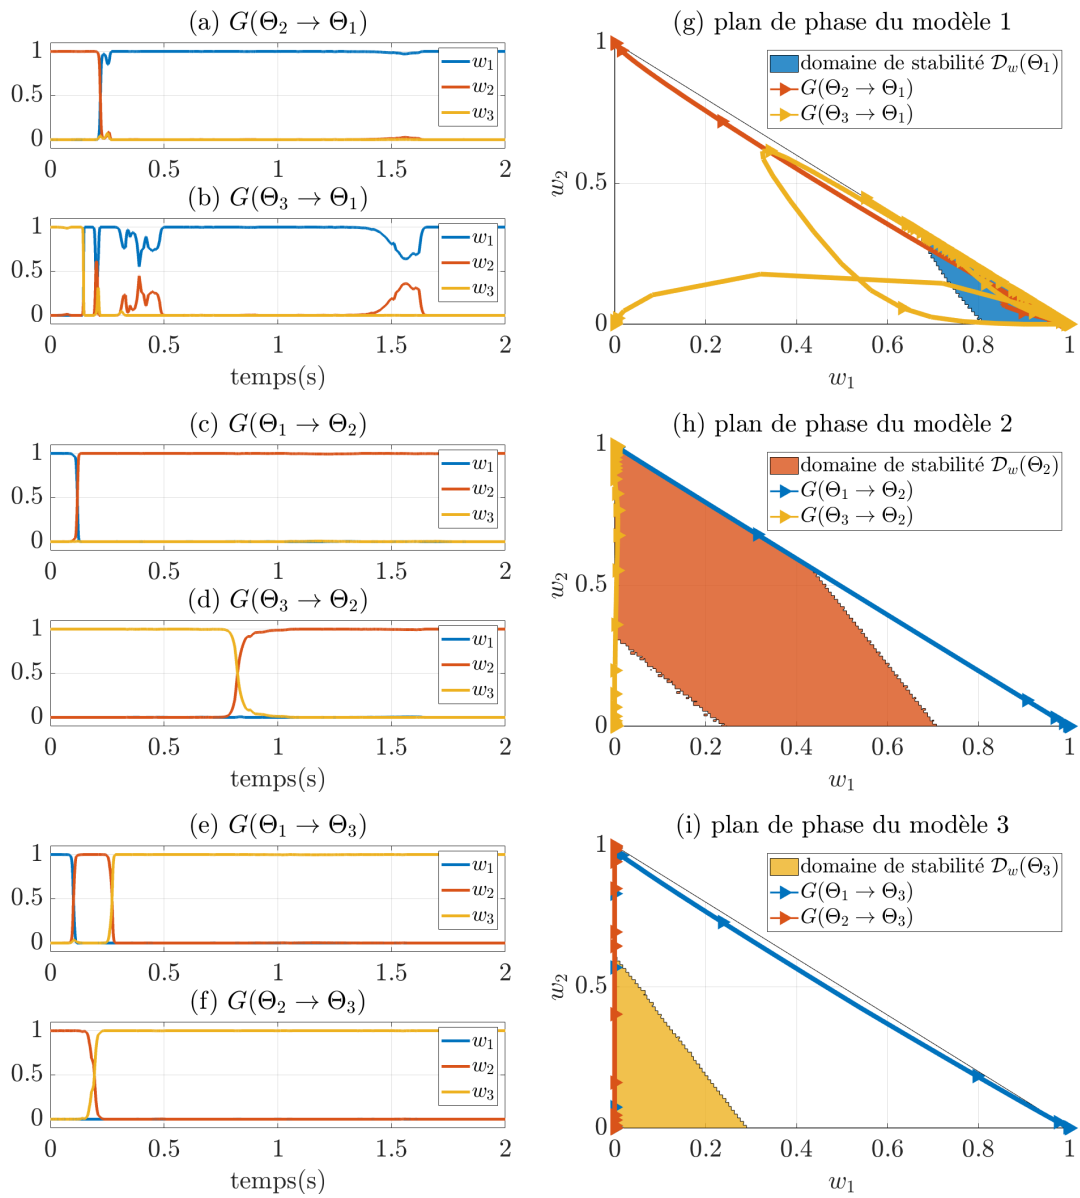 (a) G(Θ₂ → Θ₁)
1
0.5
0
w₁
w₂
w₃
0 0.5 1 1.5 2
(b) G(Θ₃ → Θ₁)
1
0.5
0
w₁
w₂
w₃
0 0.5 1 1.5 2
temps(s)
(g) plan de phase du modèle 1
domaine de stabilité 𝒟w(Θ₁)
G(Θ₂ → Θ₁)
G(Θ₃ → Θ₁)
1
0.5
0
w₂
0 0.2 0.4 0.6 0.8 1
w₁
(c) G(Θ₁ → Θ₂)
1
0.5
0
w₁
w₂
w₃
0 0.5 1 1.5 2
(d) G(Θ₃ → Θ₂)
1
0.5
0
w₁
w₂
w₃
0 0.5 1 1.5 2
temps(s)
(h) plan de phase du modèle 2
domaine de stabilité 𝒟w(Θ₂)
G(Θ₁ → Θ₂)
G(Θ₃ → Θ₂)
1
0.5
0
w₂
0 0.2 0.4 0.6 0.8 1
w₁
(e) G(Θ₁ → Θ₃)
1
0.5
0
w₁
w₂
w₃
0 0.5 1 1.5 2
(f) G(Θ₂ → Θ₃)
1
0.5
0
w₁
w₂
w₃
0 0.5 1 1.5 2
temps(s)
(i) plan de phase du modèle 3
domaine de stabilité 𝒟w(Θ₃)
G(Θ₁ → Θ₃)
G(Θ₂ → Θ₃)
1
0.5
0
w₂
0 0.2 0.4 0.6 0.8 1
w₁